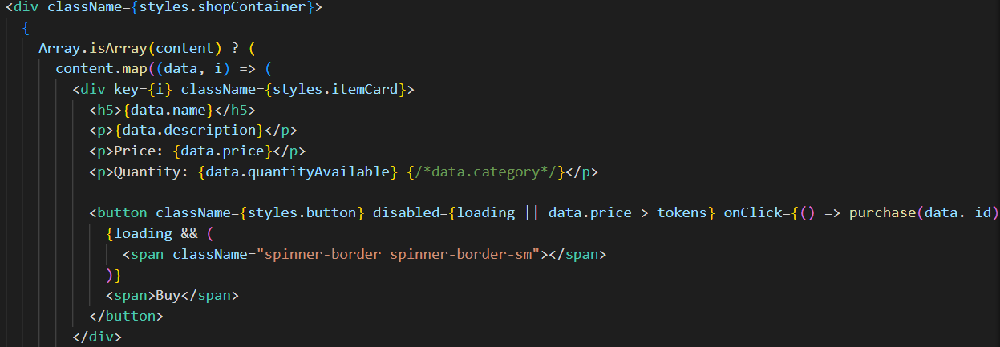 <div className={styles.shopContainer}>
{
Array.isArray(content) ? (
content.map((data, i) => (
<div key={i} className={styles.itemCard}>
<h5>{data.name}</h5>
<p>{data.description}</p>
<p>Price: {data.price}</p>
<p>Quantity: {data.quantityAvailable} {/*data.category*/}</p>
<button className={styles.button} disabled={loading || data.price > tokens} onClick={() => purchase(data._id)
{loading && (
<span className="spinner-border spinner-border-sm"></span>
)}
<span>Buy</span>
</button>
</div>